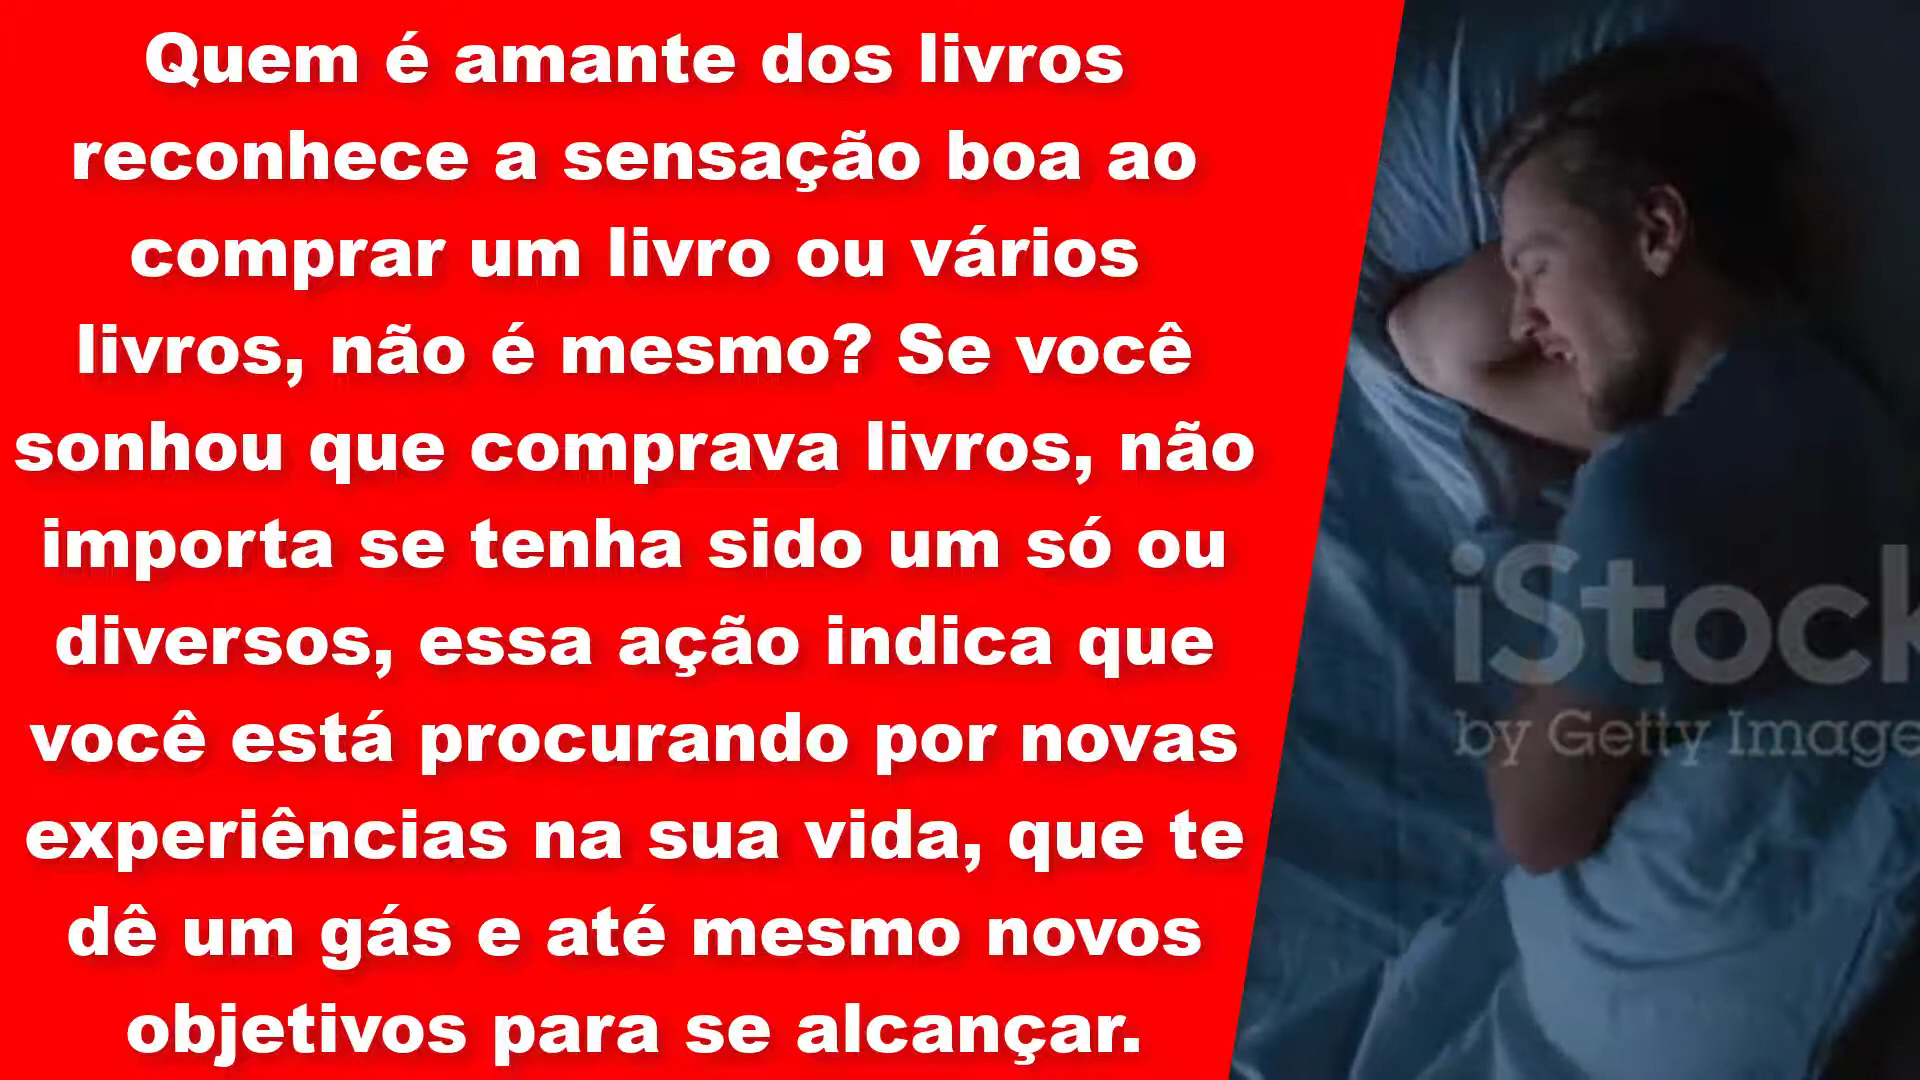 Quem é amante dos livros
reconhece a sensação boa ao
comprar um livro ou vários
livros, não é mesmo? Se você
sonhou que comprava livros, não
importa se tenha sido um só ou
diversos, essa ação indica que
você está procurando por novas
experiências na sua vida, que te
dê um gás e até mesmo novos
objetivos para se alcançar.
iStock
by Getty Image